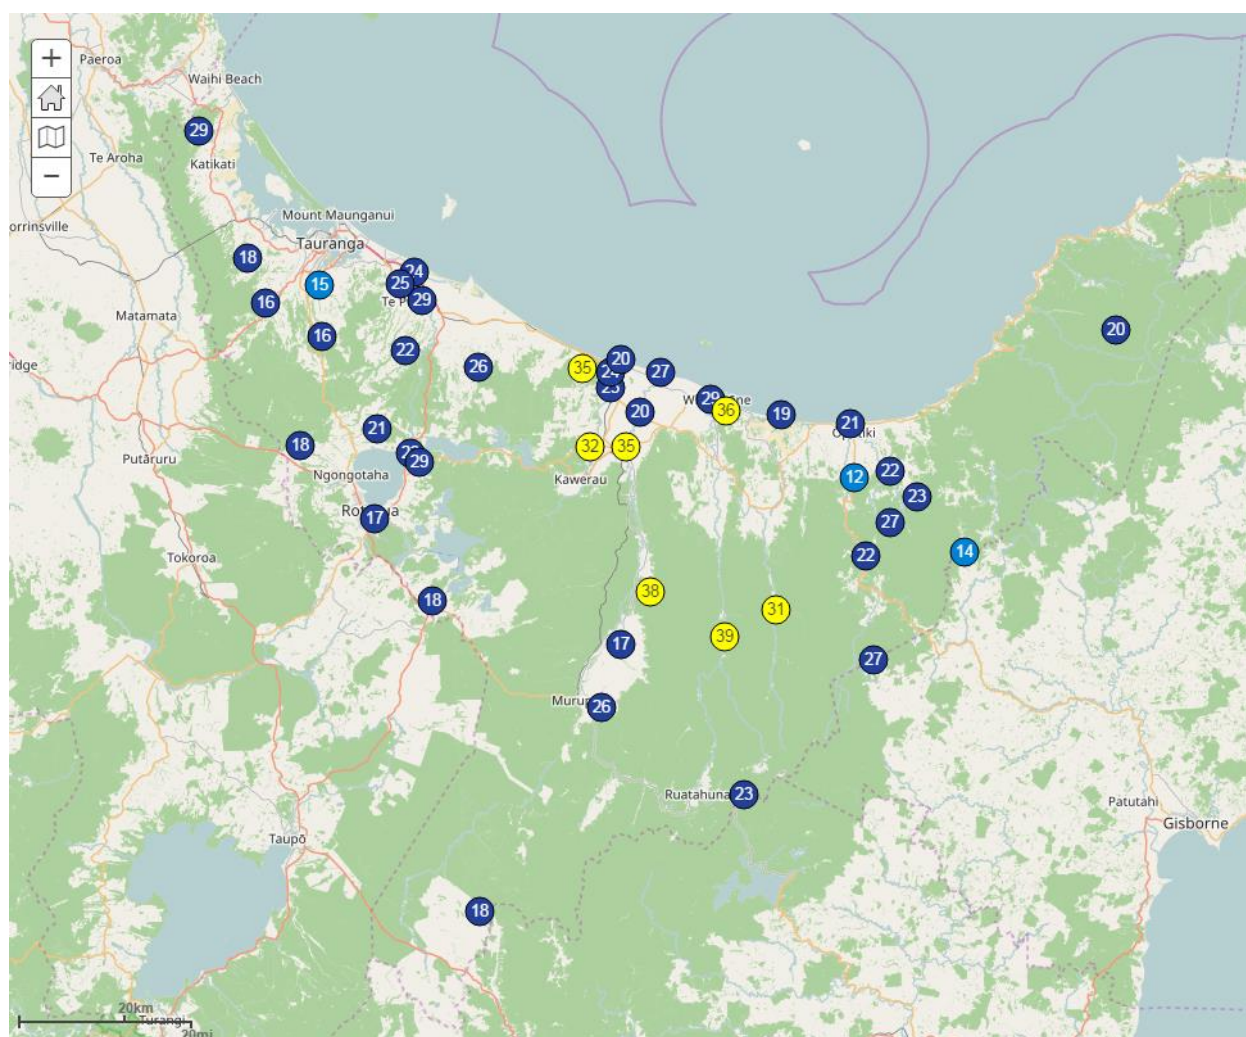 +
Paeroa
Waihi Beach
29
Te Aroha
Katikati
−
Mount Maunganui
orrinsville
Tauranga
18
24
15
25
16
29
Matamata
20
16
22
20
35
26
27
ridge
29
36
20
19
21
21
18
32
35
Putāruru
29
22
Ngongotaha
12
Kawerau
23
17
27
14
Tokoroa
22
38
18
31
39
17
27
26
Ruatahuna
23
Patutahi
Gisborne
Taupō
18
20km
Turangi
20mi